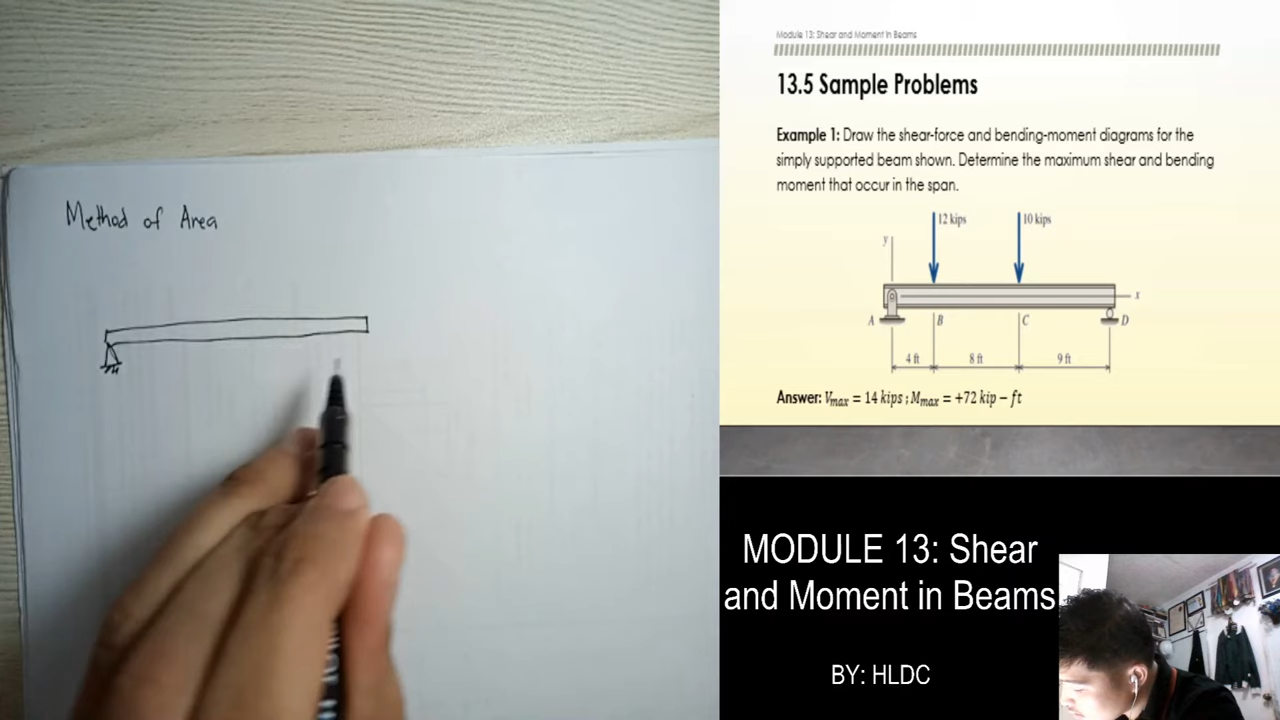 Method of Area
Module 13: Shear and Moment in Beams
13.5 Sample Problems
Example 1: Draw the shear-force and bending-moment diagrams for the
simply supported beam shown. Determine the maximum shear and bending
moment that occur in the span.
12 kips
10 kips
y
x
A
B
C
D
4 ft
8 ft
9 ft
Answer: V_max = 14 kips ; M_max = +72 kip − ft
MODULE 13: Shear
and Moment in Beams
BY: HLDC